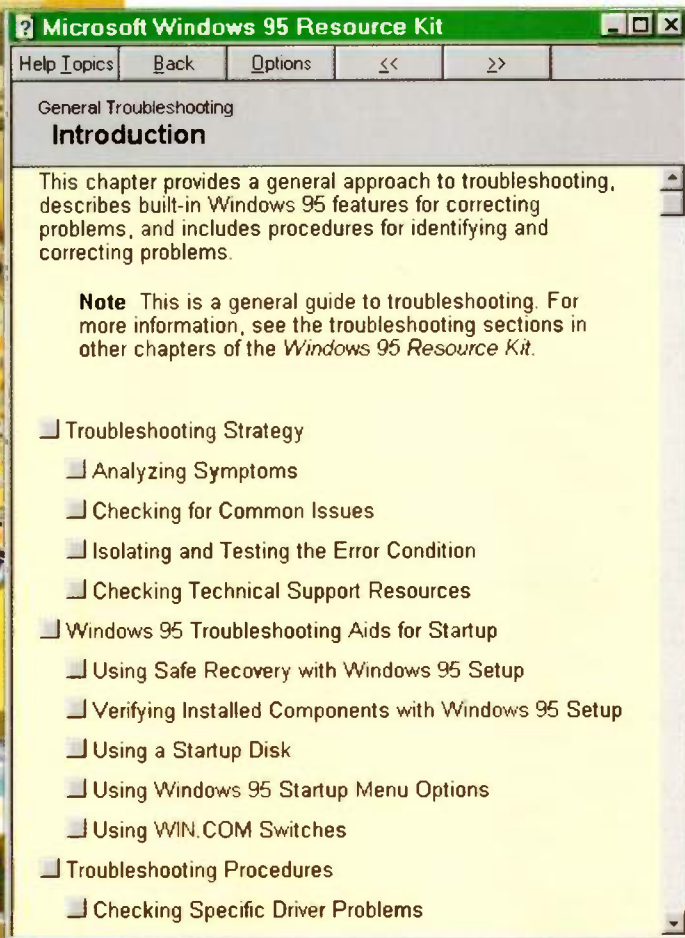 ? Microsoft Windows 95 Resource Kit
Help Topics Back Options << >>
General Troubleshooting
Introduction
This chapter provides a general approach to troubleshooting,
describes built-in Windows 95 features for correcting
problems, and includes procedures for identifying and
correcting problems.
Note This is a general guide to troubleshooting. For
more information, see the troubleshooting sections in
other chapters of the Windows 95 Resource Kit.
Troubleshooting Strategy
Analyzing Symptoms
Checking for Common Issues
Isolating and Testing the Error Condition
Checking Technical Support Resources
Windows 95 Troubleshooting Aids for Startup
Using Safe Recovery with Windows 95 Setup
Verifying Installed Components with Windows 95 Setup
Using a Startup Disk
Using Windows 95 Startup Menu Options
Using WIN.COM Switches
Troubleshooting Procedures
Checking Specific Driver Problems